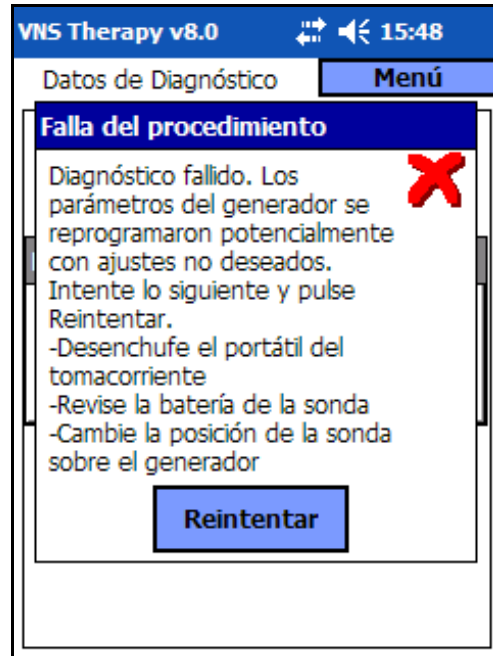 VNS Therapy v8.0 15:48
Datos de Diagnóstico Menú
Falla del procedimiento
Diagnóstico fallido. Los
parámetros del generador se
reprogramaron potencialmente
con ajustes no deseados.
Intente lo siguiente y pulse
Reintentar.
-Desenchufe el portátil del
tomacorriente
-Revise la batería de la sonda
-Cambie la posición de la sonda
sobre el generador
Reintentar